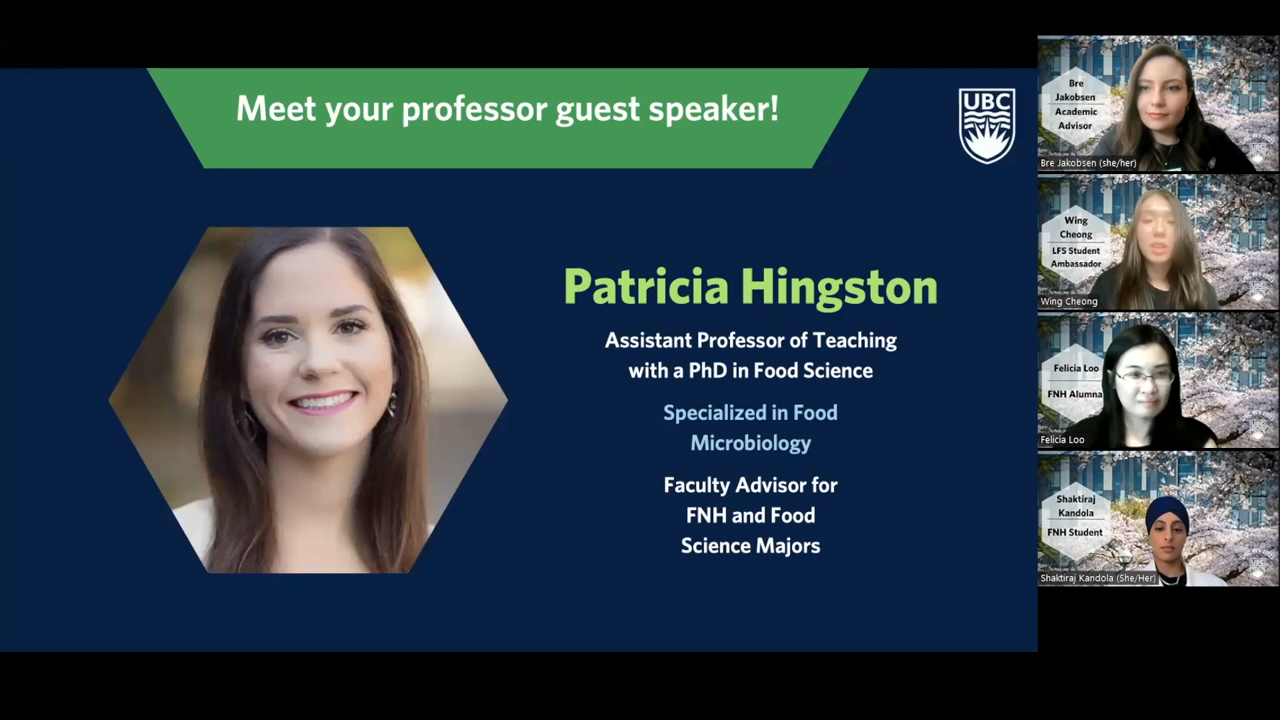 Meet your professor guest speaker!
UBC
Patricia Hingston
Assistant Professor of Teaching
with a PhD in Food Science
Specialized in Food
Microbiology
Faculty Advisor for
FNH and Food
Science Majors
Bre
Jakobsen
Academic
Advisor
Bre Jakobsen (she/her)
Wing
Cheong
LFS Student
Ambassador
Wing Cheong
Felicia Loo
FNH Alumna
Felicia Loo
Shaktiraj
Kandola
FNH Student
Shaktiraj Kandola (She/Her)